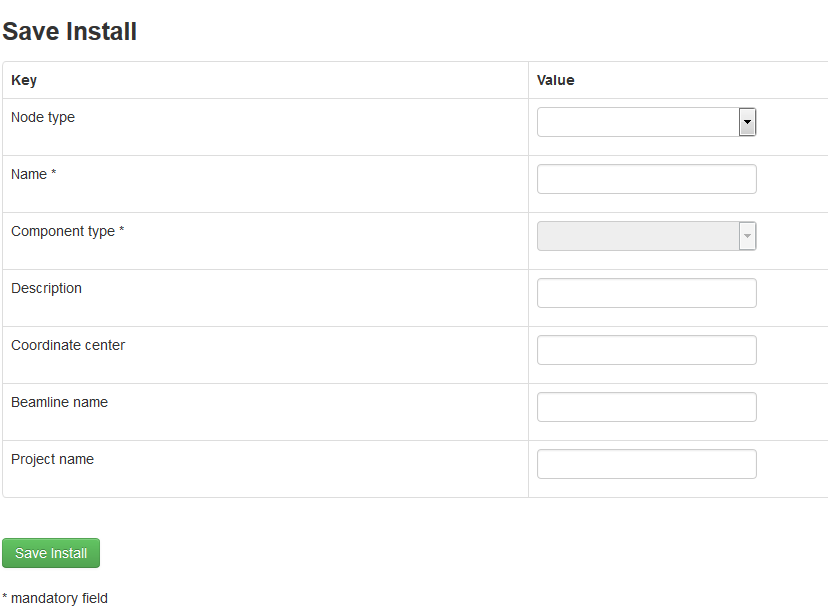 Save Install
Key Value
Node type
Name *
Component type *
Description
Coordinate center
Beamline name
Project name
Save Install
* mandatory field